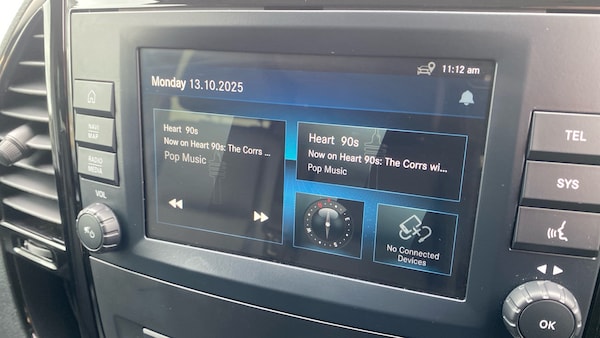 11:12 am
Monday 13.10.2025
Heart 90s
Now on Heart 90s: The Corrs ...
Pop Music
Heart 90s
Now on Heart 90s: The Corrs wi...
Pop Music
No Connected
Devices
NAVI
MAP
RADIO
MEDIA
VOL
TEL
SYS
OK